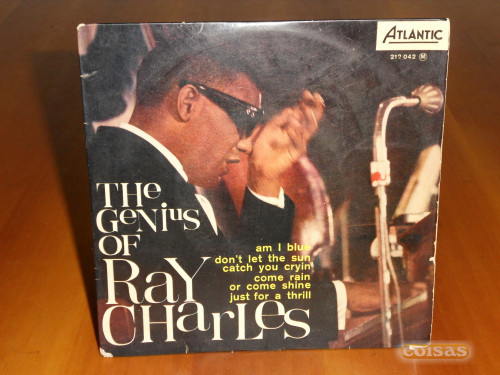 ATLANTIC
212 042 M
THE
GENIUS
OF
RAY
CHARLES
am I blue
don't let the sun
catch you cryin'
come rain
or come shine
just for a thrill
coisas